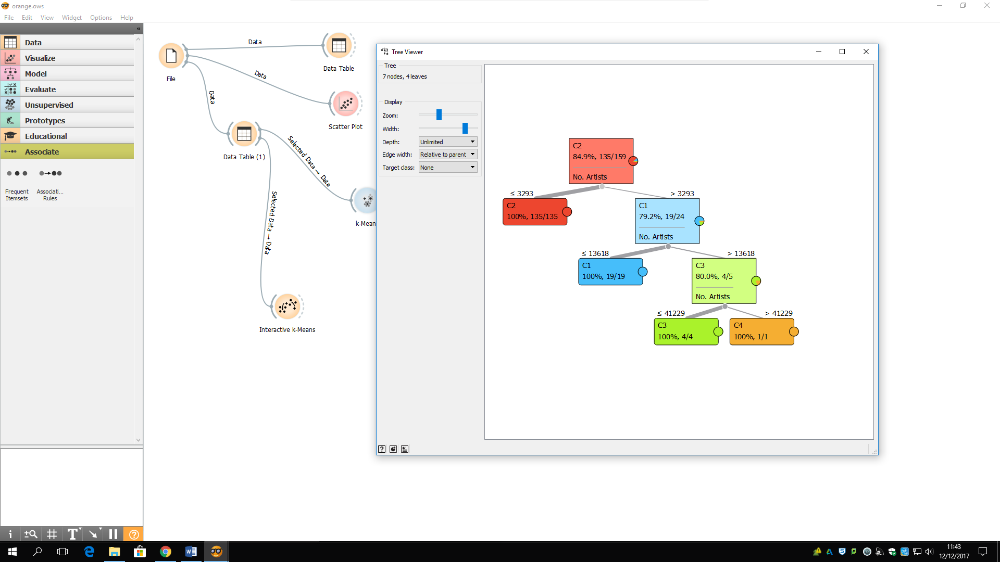 orange.ows
File Edit View Widget Options Help
«
Data
Visualize
Model
Evaluate
Unsupervised
Prototypes
Educational
Associate
Frequent
Itemsets
Associati...
Rules
File
Data
Data
Data
Data Table
Scatter Plot
Data Table (1)
Selected Data → Data
Selected Data → Data
k-Mean
Interactive k-Means
Tree Viewer
Tree
7 nodes, 4 leaves
Display
Zoom:
Width:
Depth: Unlimited
Edge width: Relative to parent
Target class: None
C2
84.9%, 135/159
No. Artists
≤ 3293 > 3293
C2
100%, 135/135
C1
79.2%, 19/24
No. Artists
≤ 13618 > 13618
C1
100%, 19/19
C3
80.0%, 4/5
No. Artists
≤ 41229 > 41229
C3
100%, 4/4
C4
100%, 1/1
11:43
12/12/2017